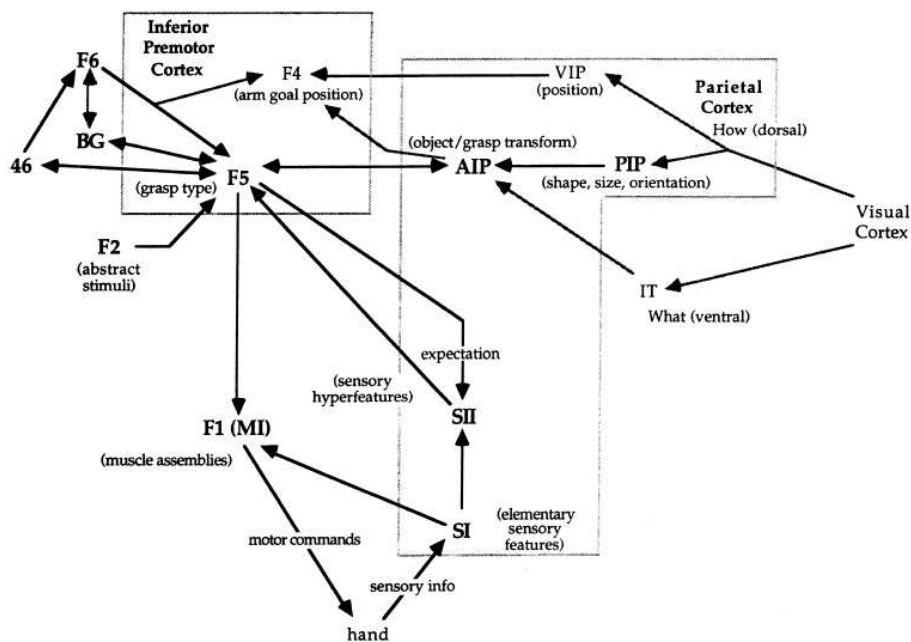 Inferior
Premotor
Cortex
F6
F4
(arm goal position)
VIP
(position)
Parietal
Cortex
How (dorsal)
BG
46
(object/grasp transform)
AIP
PIP
(shape, size, orientation)
F5
(grasp type)
Visual
Cortex
F2
(abstract
stimuli)
IT
What (ventral)
expectation
(sensory
hyperfeatures)
SII
F1 (MI)
(muscle assemblies)
SI
(elementary
sensory
features)
motor commands
sensory info
hand